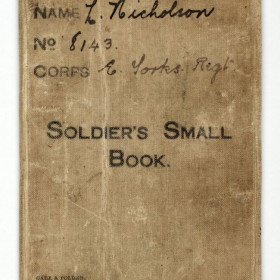 NAME L. Nicholson
No 8143.
CORPS E. Yorks. Regt
SOLDIER'S SMALL
BOOK.